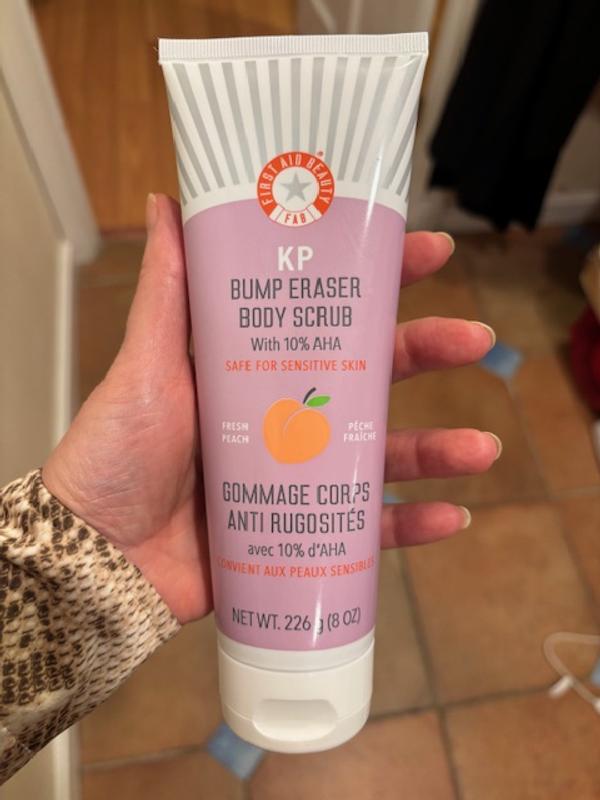 FIRST AID BEAUTY
FAB
KP
BUMP ERASER
BODY SCRUB
With 10% AHA
SAFE FOR SENSITIVE SKIN
FRESH
PEACH
PÊCHE
FRAÎCHE
GOMMAGE CORPS
ANTI RUGOSITÉS
avec 10% d'AHA
CONVIENT AUX PEAUX SENSIBLES
NET WT. 226 g (8 OZ)